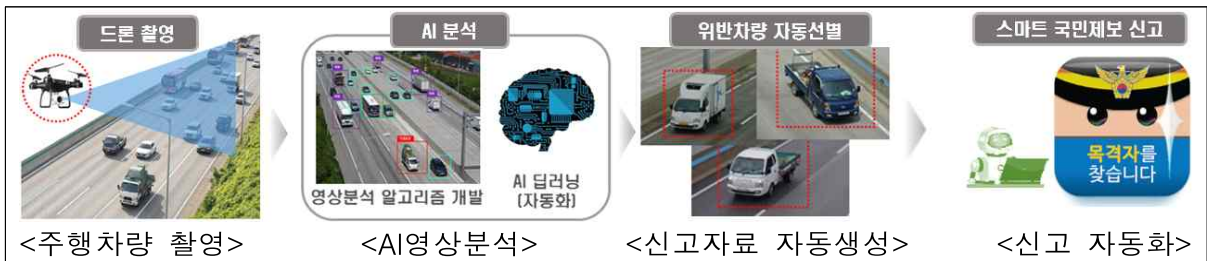 드론 촬영
AI 분석
위반차량 자동선별
스마트 국민제보 신고
영상분석 알고리즘 개발
AI 딥러닝
(자동화)
목격자를
찾습니다
<주행차량 촬영>
<AI영상분석>
<신고자료 자동생성>
<신고 자동화>